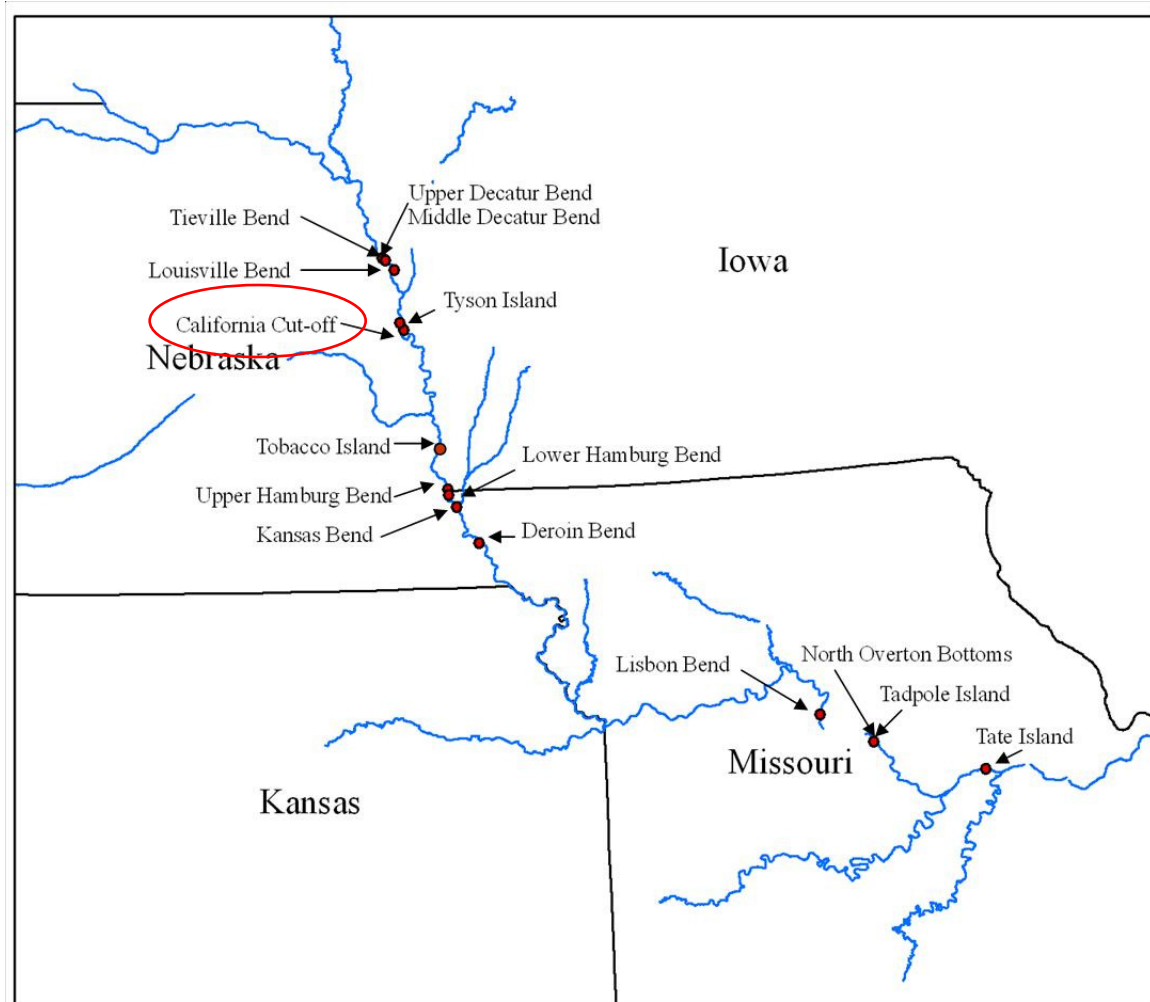 Upper Decatur Bend
Middle Decatur Bend
Tieville Bend
Iowa
Louisville Bend
Tyson Island
California Cut-off
Nebraska
Tobacco Island
Lower Hamburg Bend
Upper Hamburg Bend
Kansas Bend
Deroin Bend
North Overton Bottoms
Lisbon Bend
Tadpole Island
Tate Island
Missouri
Kansas